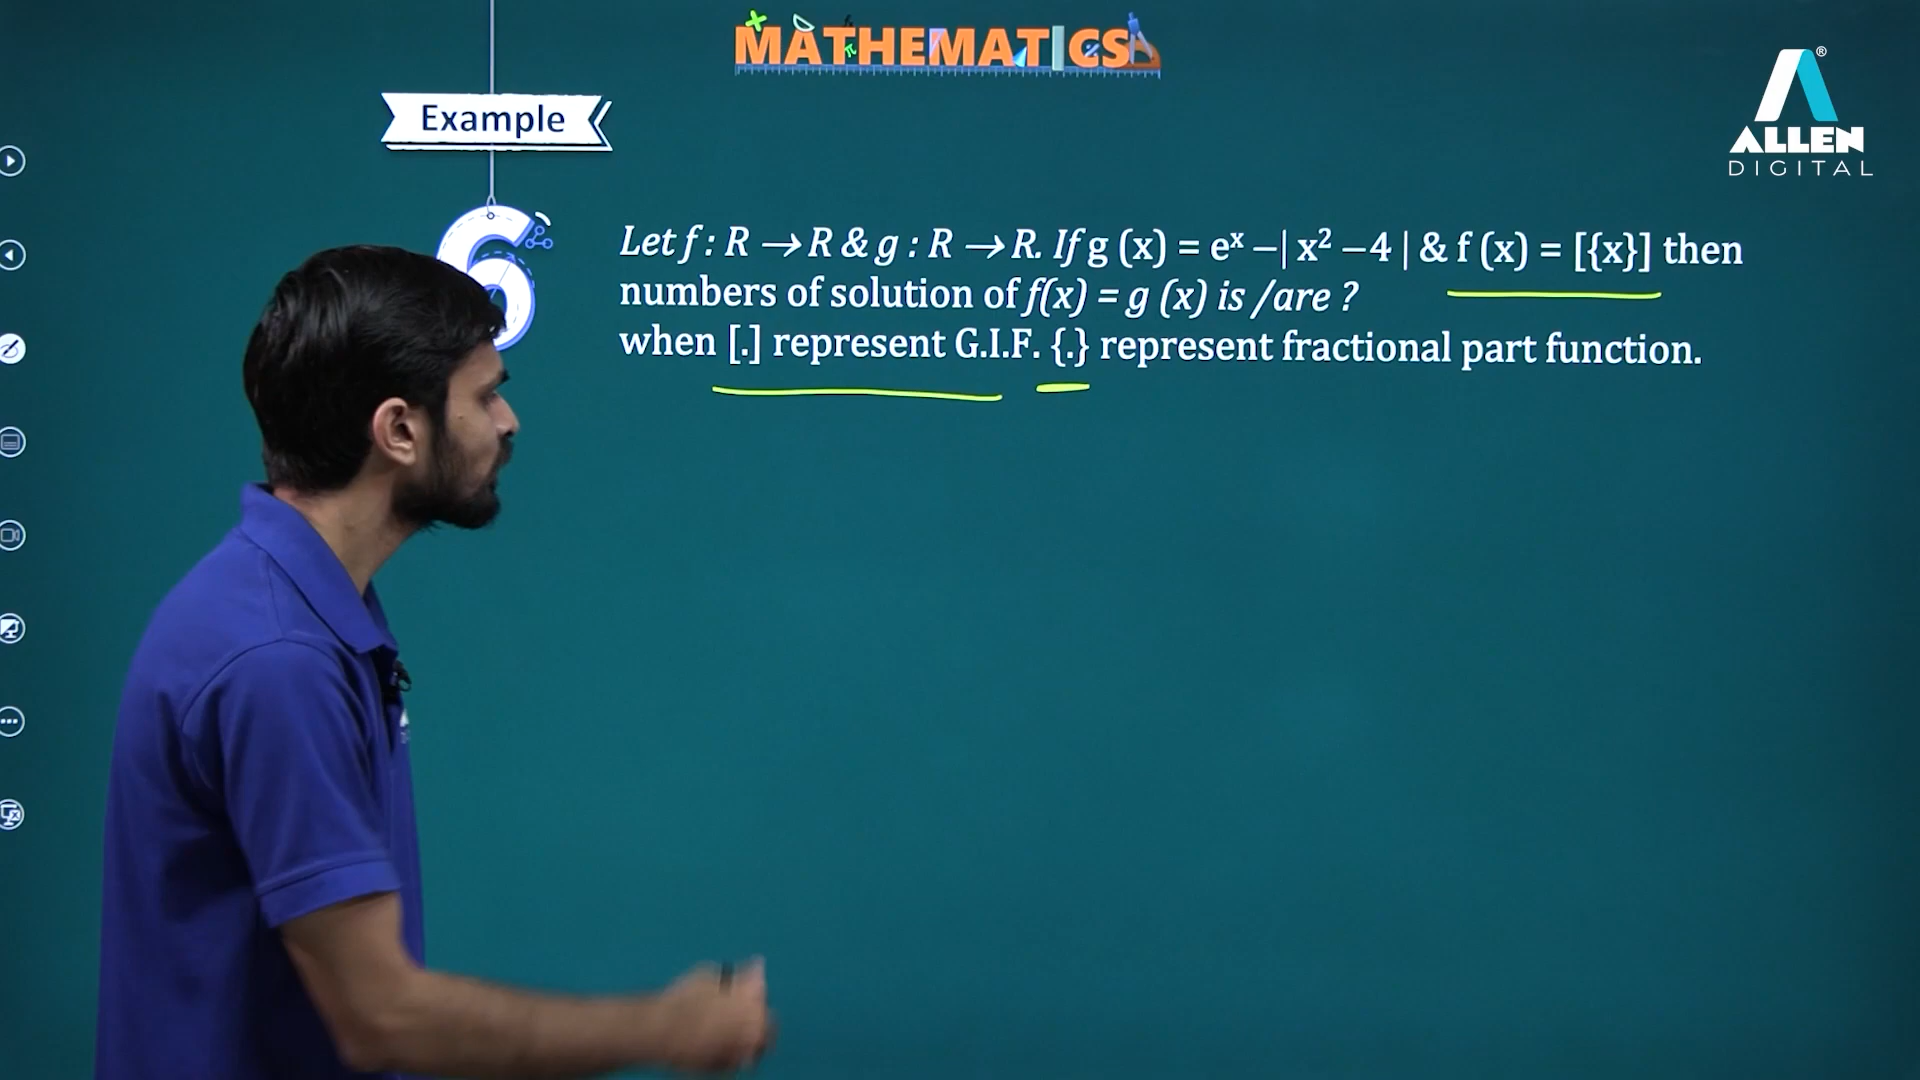 MATHEMATICS
ALLEN
DIGITAL
Example
6
Let f : R → R & g : R → R. If g (x) = eˣ – | x² – 4 | & f (x) = [{x}] then
numbers of solution of f(x) = g (x) is /are ?
when [.] represent G.I.F. {.} represent fractional part function.